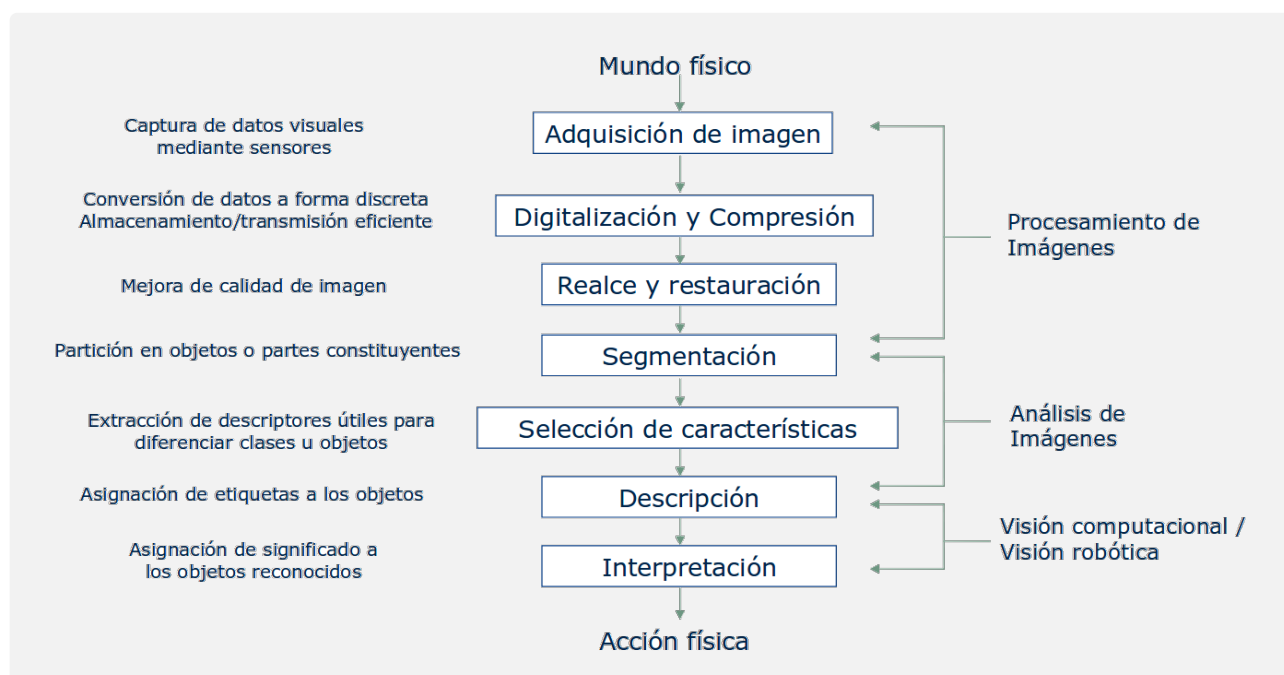 Mundo físico
Captura de datos visuales
mediante sensores
Adquisición de imagen
Conversión de datos a forma discreta
Almacenamiento/transmisión eficiente
Digitalización y Compresión
Procesamiento de
Imágenes
Mejora de calidad de imagen
Realce y restauración
Partición en objetos o partes constituyentes
Segmentación
Extracción de descriptores útiles para
diferenciar clases u objetos
Selección de características
Análisis de
Imágenes
Asignación de etiquetas a los objetos
Descripción
Visión computacional /
Visión robótica
Asignación de significado a
los objetos reconocidos
Interpretación
Acción física